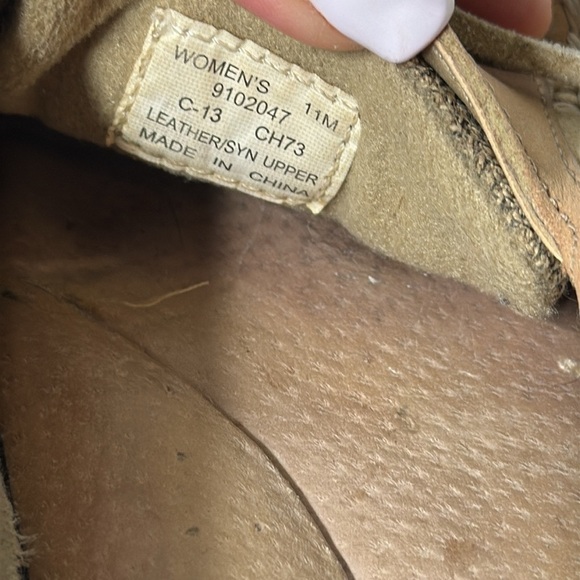 WOMEN'S 11M
9102047
C-13 CH73
LEATHER/SYN UPPER
MADE IN CHINA